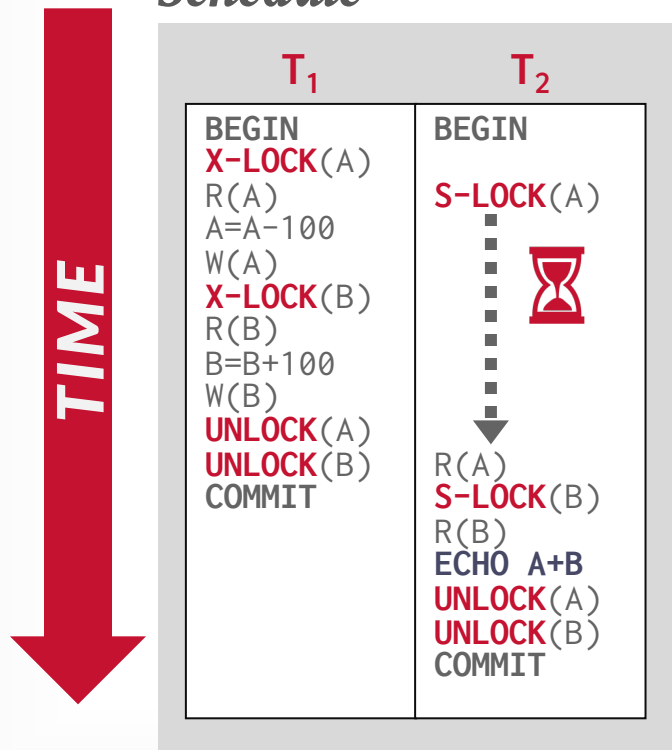 Schedule
TIME
T₁
T₂
BEGIN
X-LOCK(A)
R(A)
A=A-100
W(A)
X-LOCK(B)
R(B)
B=B+100
W(B)
UNLOCK(A)
UNLOCK(B)
COMMIT
BEGIN
S-LOCK(A)
R(A)
S-LOCK(B)
R(B)
ECHO A+B
UNLOCK(A)
UNLOCK(B)
COMMIT